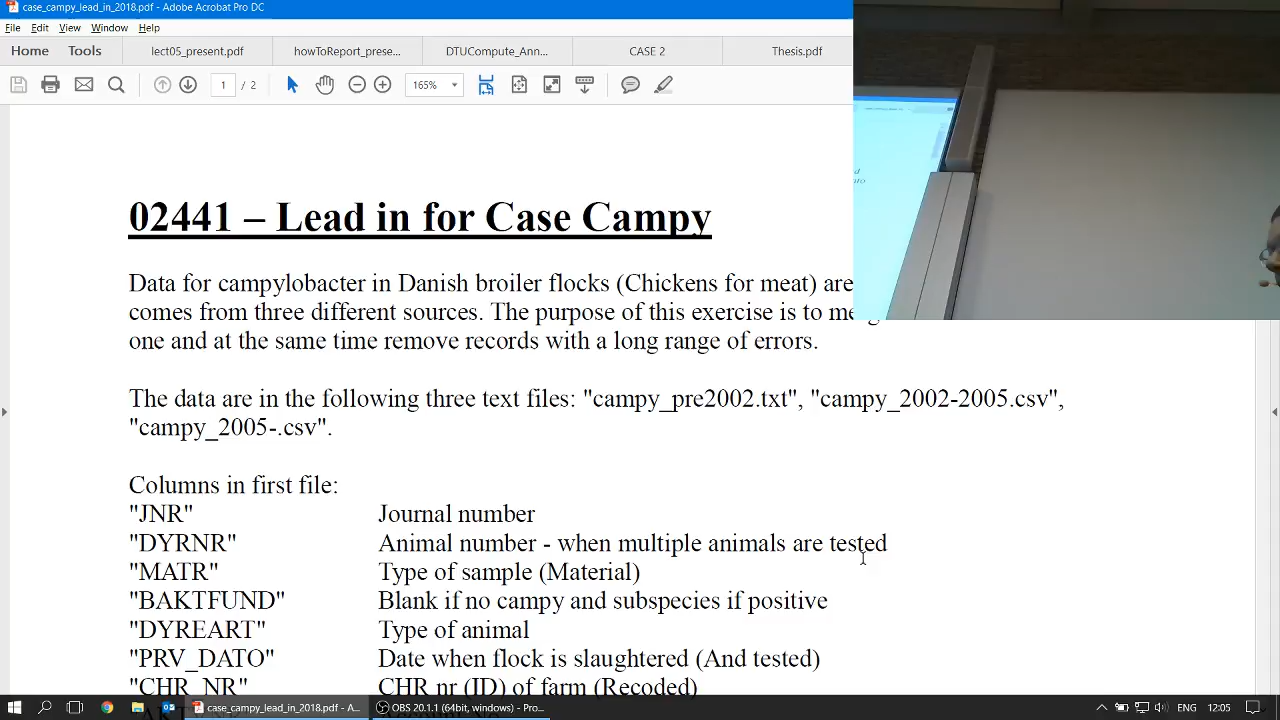 case_campy_lead_in_2018.pdf - Adobe Acrobat Pro DC
File Edit View Window Help
Home Tools lect05_present.pdf howToReport_prese... DTUCompute_Ann... CASE 2 Thesis.pdf
1 / 2 165%
02441 – Lead in for Case Campy
Data for campylobacter in Danish broiler flocks (Chickens for meat) are
comes from three different sources. The purpose of this exercise is to
one and at the same time remove records with a long range of errors.
The data are in the following three text files: "campy_pre2002.txt", "campy_2002-2005.csv",
"campy_2005-.csv".
Columns in first file:
"JNR" Journal number
"DYRNR" Animal number - when multiple animals are tested
"MATR" Type of sample (Material)
"BAKTFUND" Blank if no campy and subspecies if positive
"DYREART" Type of animal
"PRV_DATO" Date when flock is slaughtered (And tested)
"CHR_NR" CHR nr (ID) of farm (Recoded)
case_campy_lead_in_2018.pdf - A... OBS 20.1.1 (64bit, windows) - Pro... ENG 12:05